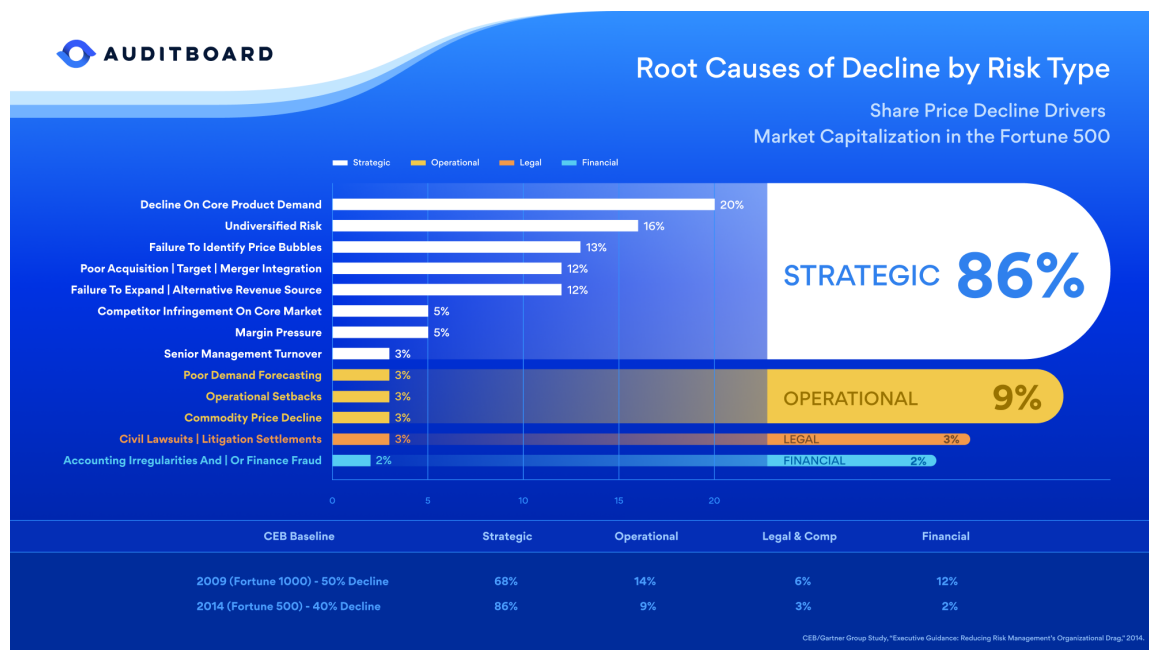 AUDITBOARD
Root Causes of Decline by Risk Type
Share Price Decline Drivers
Market Capitalization in the Fortune 500
Strategic Operational Legal Financial
Decline On Core Product Demand 20%
Undiversified Risk 16%
Failure To Identify Price Bubbles 13%
Poor Acquisition | Target | Merger Integration 12%
Failure To Expand | Alternative Revenue Source 12%
Competitor Infringement On Core Market 5%
Margin Pressure 5%
Senior Management Turnover 3%
STRATEGIC 86%
Poor Demand Forecasting 3%
Operational Setbacks 3%
Commodity Price Decline 3%
OPERATIONAL 9%
Civil Lawsuits | Litigation Settlements 3% LEGAL 3%
Accounting Irregularities And | Or Finance Fraud 2% FINANCIAL 2%
0 5 10 15 20
CEB Baseline Strategic Operational Legal & Comp Financial
2009 (Fortune 1000) - 50% Decline 68% 14% 6% 12%
2014 (Fortune 500) - 40% Decline 86% 9% 3% 2%
CEB/Gartner Group Study, "Executive Guidance: Reducing Risk Management's Organizational Drag," 2014.